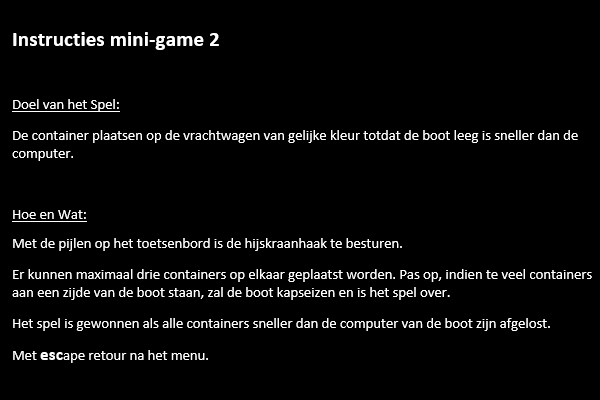 Instructies mini-game 2
Doel van het Spel:
De container plaatsen op de vrachtwagen van gelijke kleur totdat de boot leeg is sneller dan de
computer.
Hoe en Wat:
Met de pijlen op het toetsenbord is de hijskraanhaak te besturen.
Er kunnen maximaal drie containers op elkaar geplaatst worden. Pas op, indien te veel containers
aan een zijde van de boot staan, zal de boot kapseizen en is het spel over.
Het spel is gewonnen als alle containers sneller dan de computer van de boot zijn afgelost.
Met escape retour na het menu.